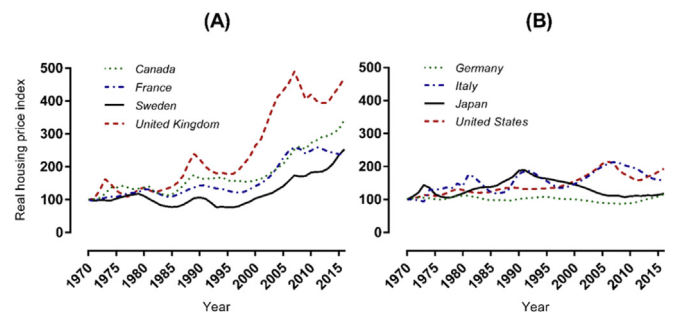 (A)
Real housing price index
500
400
300
200
100
0
Canada
France
Sweden
United Kingdom
1970
1975
1980
1985
1990
1995
2000
2005
2010
2015
Year
(B)
500
400
300
200
100
0
Germany
Italy
Japan
United States
1970
1975
1980
1985
1990
1995
2000
2005
2010
2015
Year